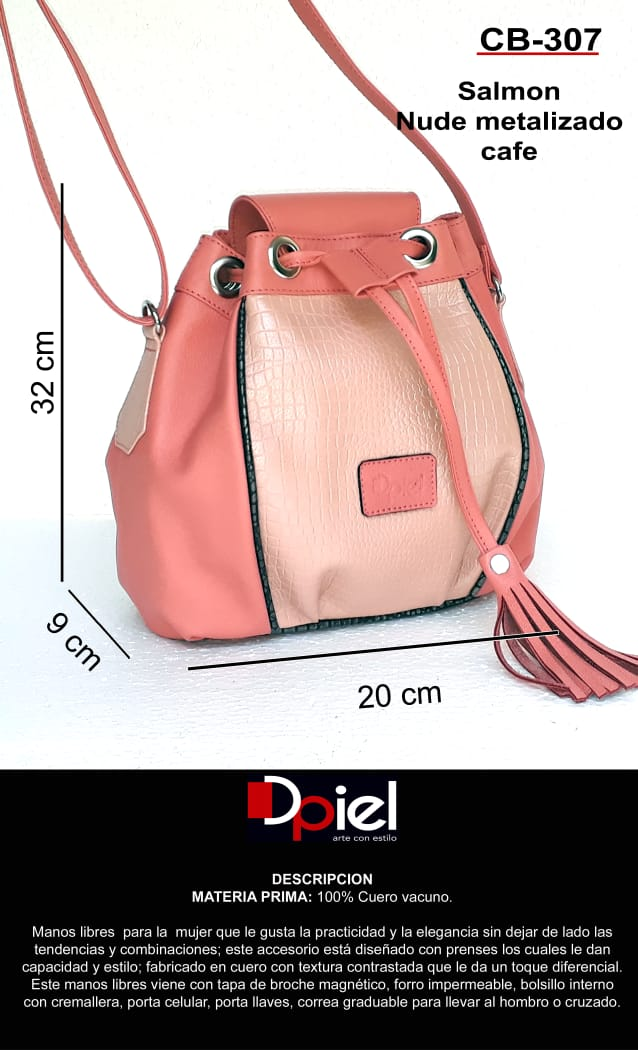 CB-307
Salmon
Nude metalizado
cafe
32 cm
Dpiel
9 cm
20 cm
Dpiel
arte con estilo
DESCRIPCION
MATERIA PRIMA: 100% Cuero vacuno.
Manos libres para la mujer que le gusta la practicidad y la elegancia sin dejar de lado las
tendencias y combinaciones; este accesorio está diseñado con prenses los cuales le dan
capacidad y estilo; fabricado en cuero con textura contrastada que le da un toque diferencial.
Este manos libres viene con tapa de broche magnético, forro impermeable, bolsillo interno
con cremallera, porta celular, porta llaves, correa graduable para llevar al hombro o cruzado.